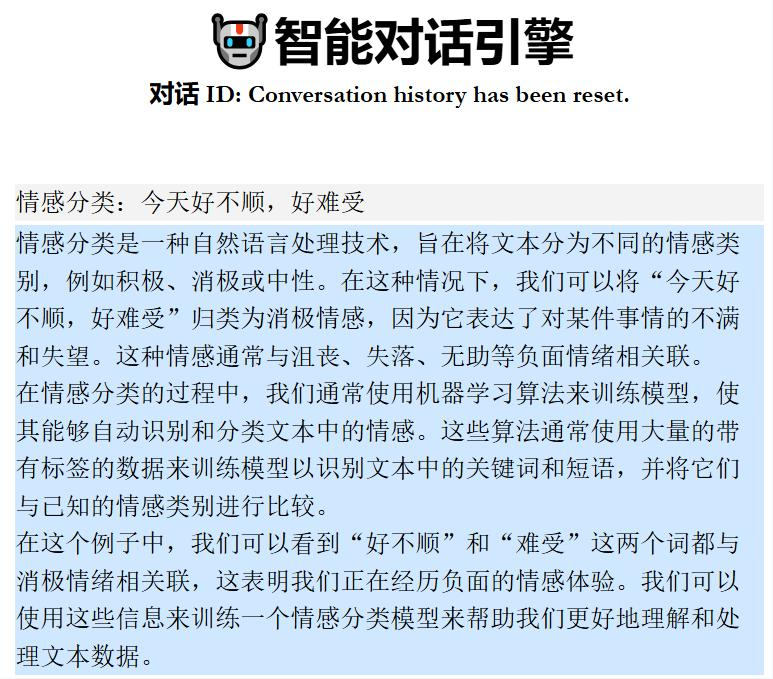 智能对话引擎
对话 ID: Conversation history has been reset.
情感分类：今天好不顺，好难受
情感分类是一种自然语言处理技术，旨在将文本分为不同的情感类
别，例如积极、消极或中性。在这种情况下，我们可以将“今天好
不顺，好难受”归类为消极情感，因为它表达了对某件事情的不满
和失望。这种情感通常与沮丧、失落、无助等负面情绪相关联。
在情感分类的过程中，我们通常使用机器学习算法来训练模型，使
其能够自动识别和分类文本中的情感。这些算法通常使用大量的带
有标签的数据来训练模型以识别文本中的关键词和短语，并将它们
与已知的情感类别进行比较。
在这个例子中，我们可以看到“好不顺”和“难受”这两个词都与
消极情绪相关联，这表明我们正在经历负面的情感体验。我们可以
使用这些信息来训练一个情感分类模型来帮助我们更好地理解和处
理文本数据。